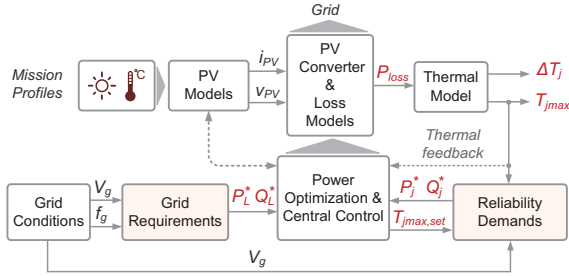 Grid
Mission
Profiles
°C
PV
Models
i_PV
v_PV
PV
Converter
&
Loss
Models
P_loss
Thermal
Model
ΔT_j
T_jmax
Thermal
feedback
Grid
Conditions
V_g
f_g
Grid
Requirements
P_L^* Q_L^*
Power
Optimization &
Central Control
P_j^* Q_j^*
T_jmax,set
Reliability
Demands
V_g